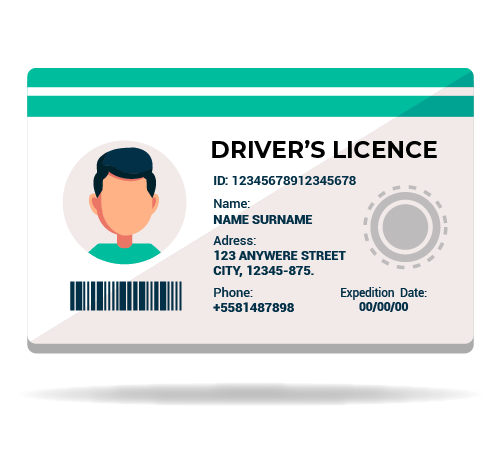 DRIVER'S LICENCE
ID: 12345678912345678
Name:
NAME SURNAME
Adress:
123 ANYWERE STREET
CITY, 12345-875.
Phone:
+5581487898
Expedition Date:
00/00/00